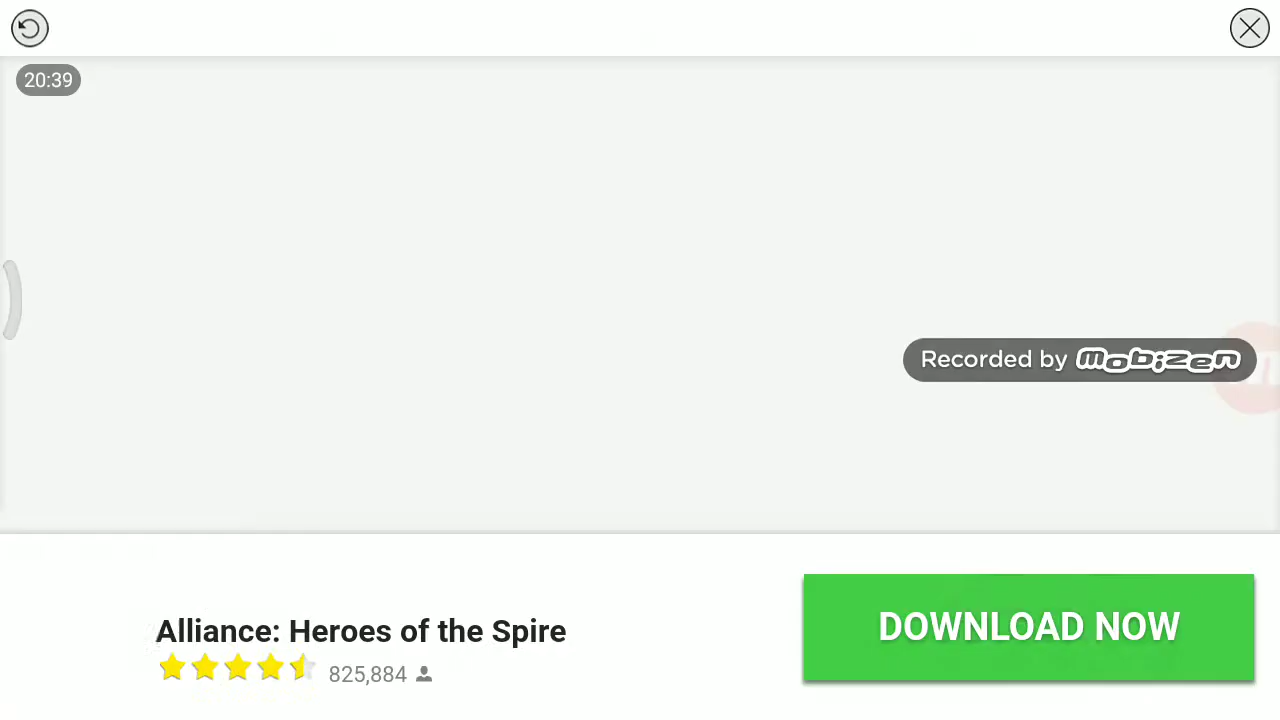 20:39
Recorded by mobizen
Alliance: Heroes of the Spire
825,884
DOWNLOAD NOW